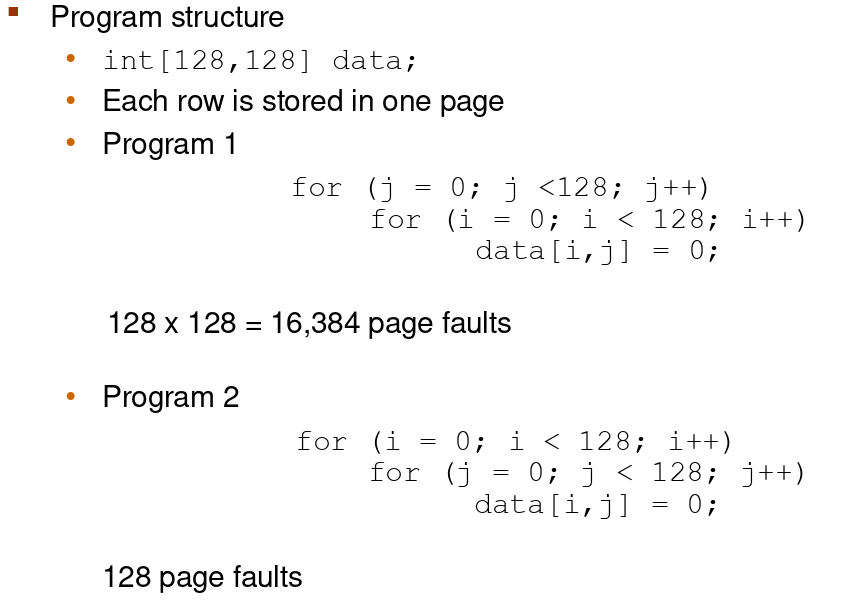 Program structure
int[128,128] data;
Each row is stored in one page
Program 1
for (j = 0; j <128; j++)
for (i = 0; i < 128; i++)
data[i,j] = 0;
128 x 128 = 16,384 page faults
Program 2
for (i = 0; i < 128; i++)
for (j = 0; j < 128; j++)
data[i,j] = 0;
128 page faults